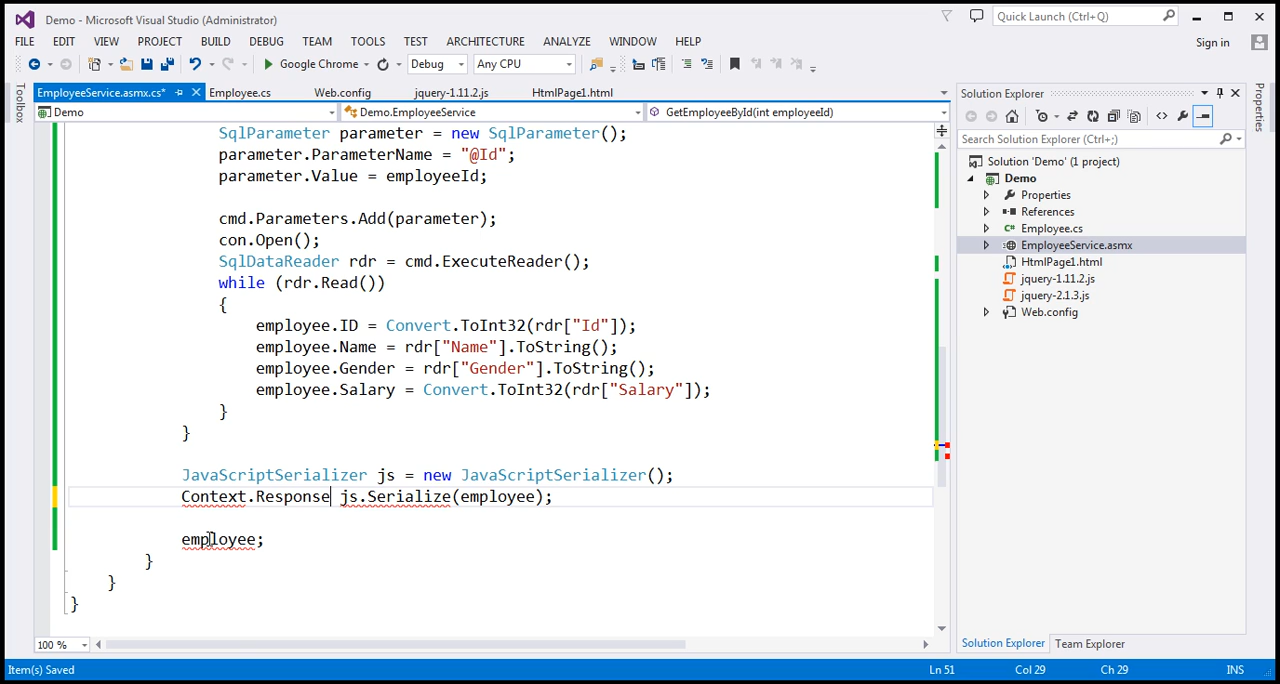 Demo - Microsoft Visual Studio (Administrator)
Quick Launch (Ctrl+Q)
FILE EDIT VIEW PROJECT BUILD DEBUG TEAM TOOLS TEST ARCHITECTURE ANALYZE WINDOW HELP
Sign in
Google Chrome Debug Any CPU
Toolbox
EmployeeService.asmx.cs* Employee.cs Web.config jquery-1.11.2.js HtmlPage1.html
Demo Demo.EmployeeService GetEmployeeById(int employeeId)
SqlParameter parameter = new SqlParameter();
parameter.ParameterName = "@Id";
parameter.Value = employeeId;
cmd.Parameters.Add(parameter);
con.Open();
SqlDataReader rdr = cmd.ExecuteReader();
while (rdr.Read())
{
employee.ID = Convert.ToInt32(rdr["Id"]);
employee.Name = rdr["Name"].ToString();
employee.Gender = rdr["Gender"].ToString();
employee.Salary = Convert.ToInt32(rdr["Salary"]);
}
}
JavaScriptSerializer js = new JavaScriptSerializer();
Context.Response js.Serialize(employee);
employee;
}
}
}
100 %
Solution Explorer
Search Solution Explorer (Ctrl+;)
Solution 'Demo' (1 project)
Demo
Properties
References
Employee.cs
EmployeeService.asmx
HtmlPage1.html
jquery-1.11.2.js
jquery-2.1.3.js
Web.config
Solution Explorer Team Explorer
Properties
Item(s) Saved Ln 51 Col 29 Ch 29 INS